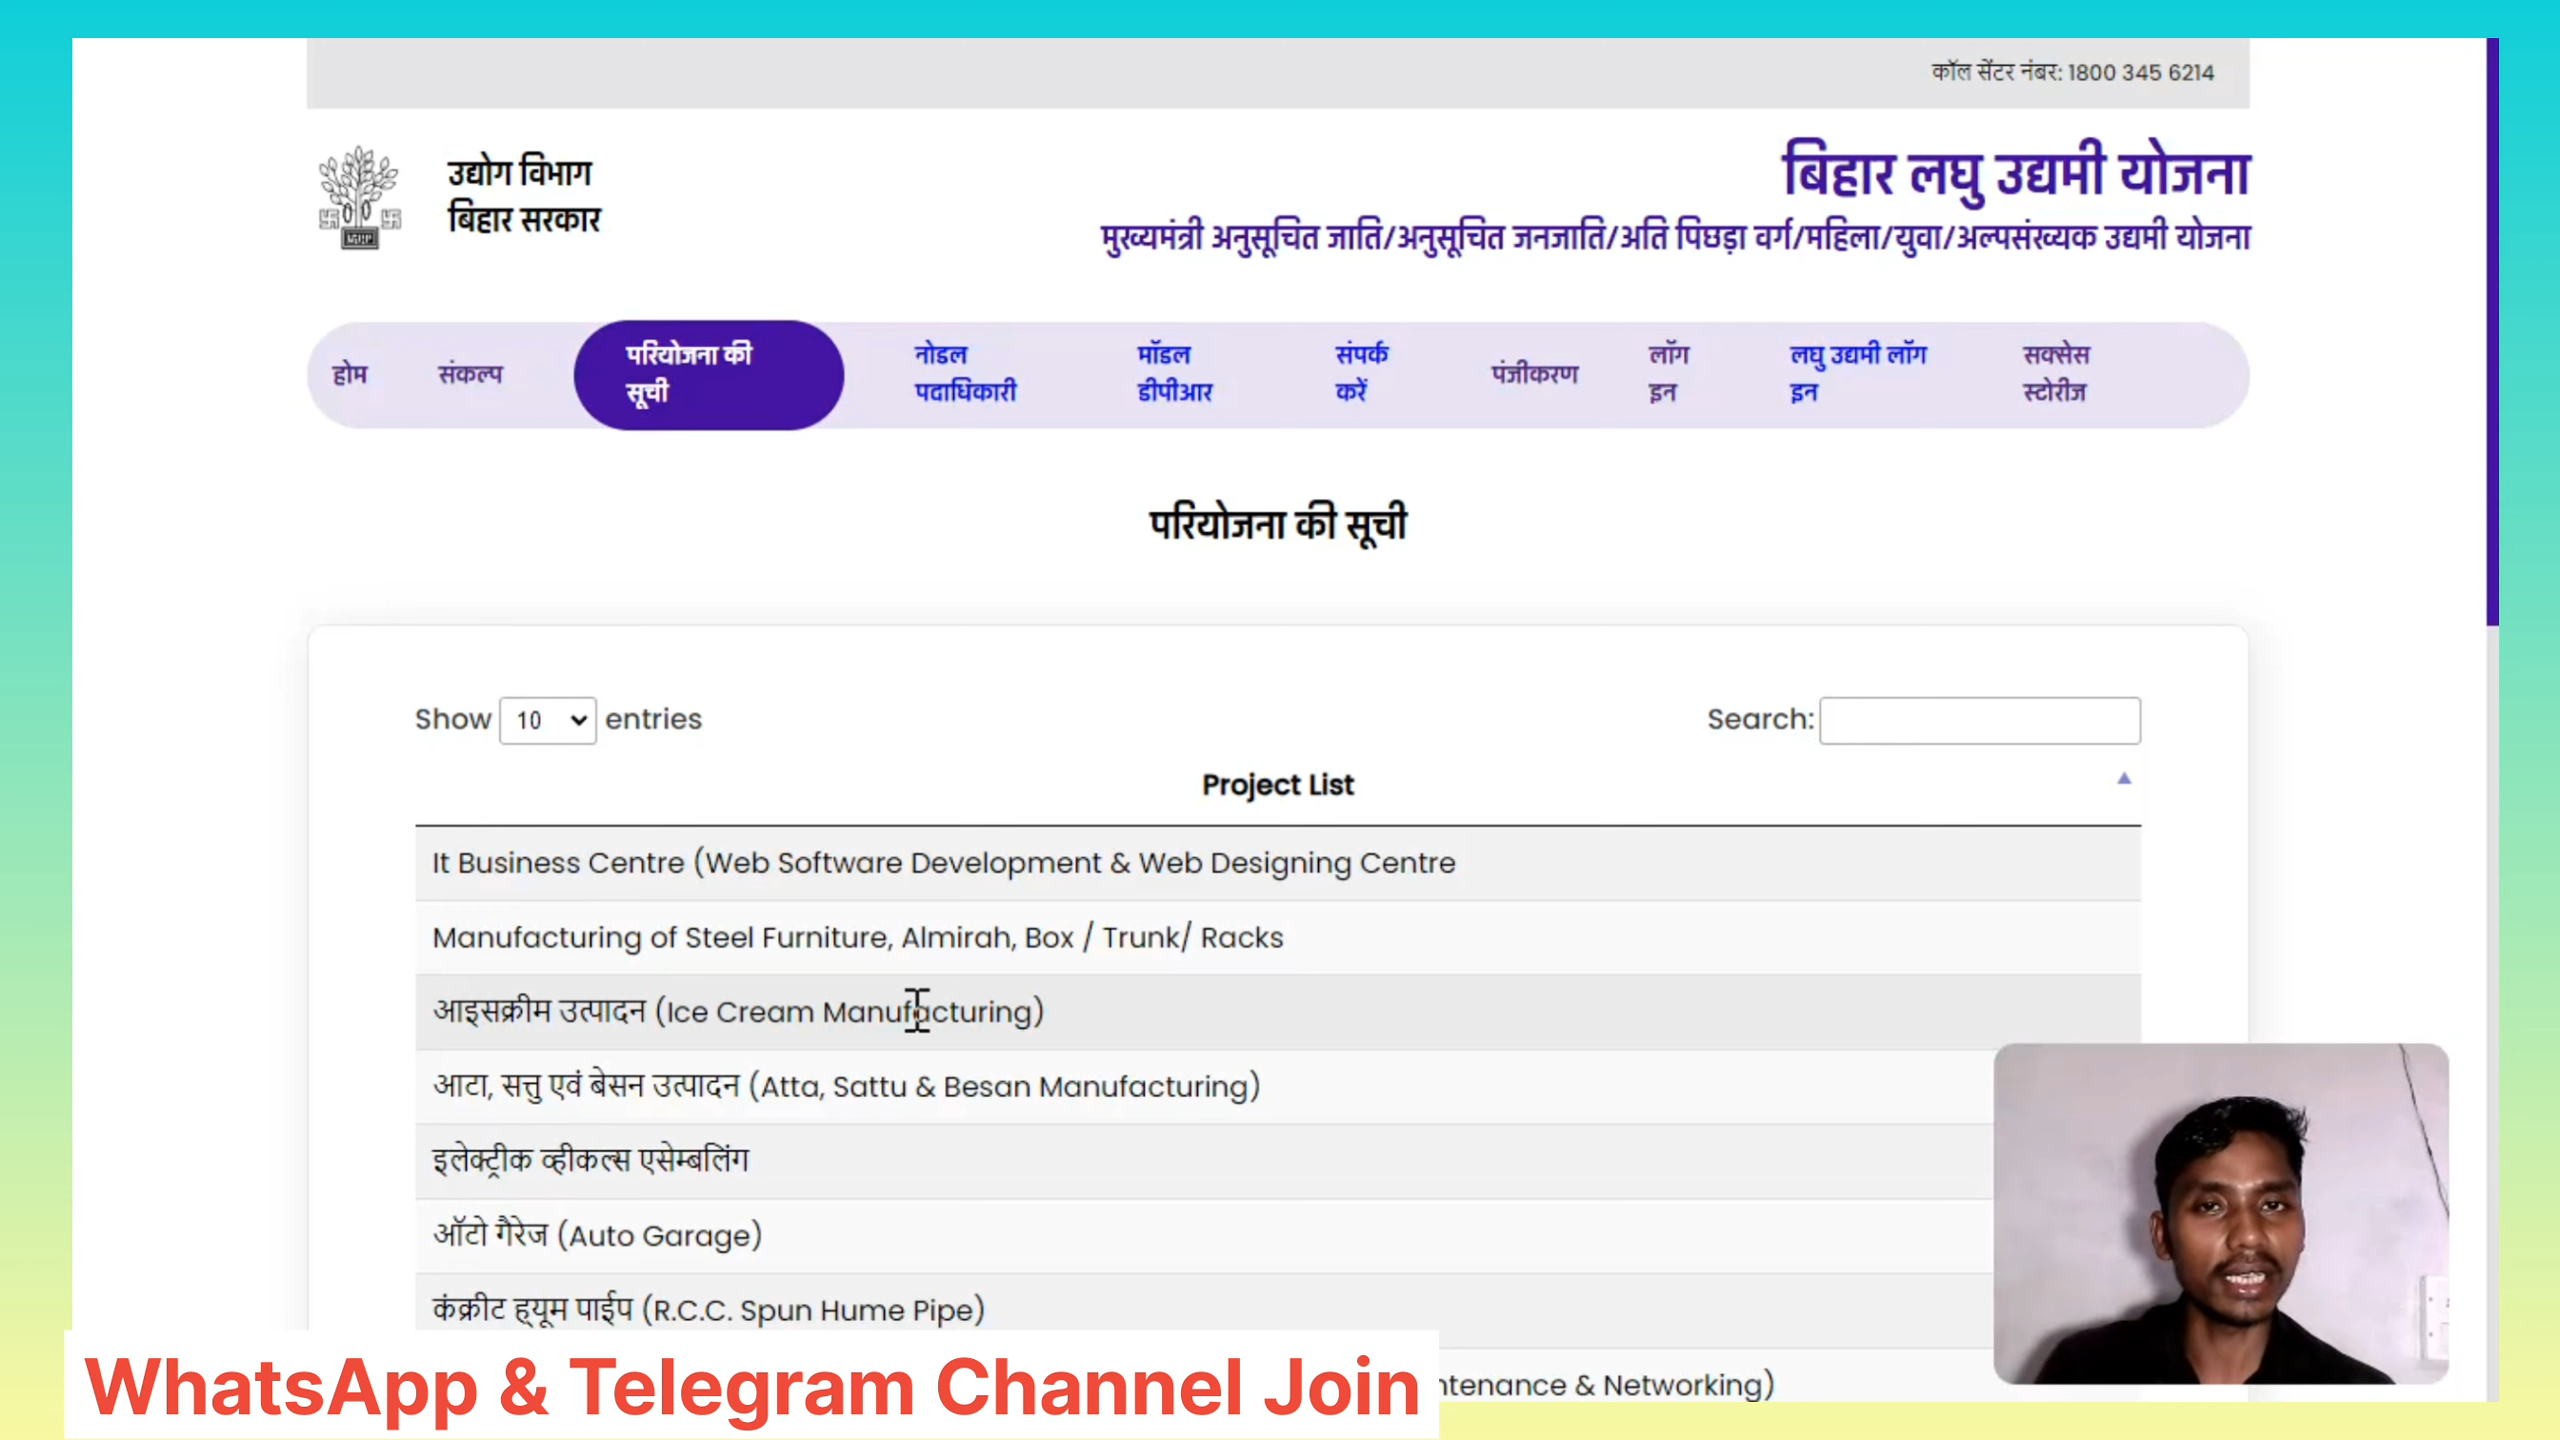 कॉल सेंटर नंबर: 1800 345 6214
उद्योग विभाग
बिहार सरकार
बिहार लघु उद्यमी योजना
मुख्यमंत्री अनुसूचित जाति/अनुसूचित जनजाति/अति पिछड़ा वर्ग/महिला/युवा/अल्पसंख्यक उद्यमी योजना
होम
संकल्प
परियोजना की
सूची
नोडल
पदाधिकारी
मॉडल
डीपीआर
संपर्क
करें
पंजीकरण
लॉग
इन
लघु उद्यमी लॉग
इन
सक्सेस
स्टोरीज
परियोजना की सूची
Show 10 entries
Search:
Project List
It Business Centre (Web Software Development & Web Designing Centre
Manufacturing of Steel Furniture, Almirah, Box / Trunk/ Racks
आइसक्रीम उत्पादन (Ice Cream Manufacturing)
आटा, सत्तु एवं बेसन उत्पादन (Atta, Sattu & Besan Manufacturing)
इलेक्ट्रीक व्हीकल्स एसेम्बलिंग
ऑटो गैरेज (Auto Garage)
कंक्रीट ह्यूम पाईप (R.C.C. Spun Hume Pipe)
ntenance & Networking)
WhatsApp & Telegram Channel Join